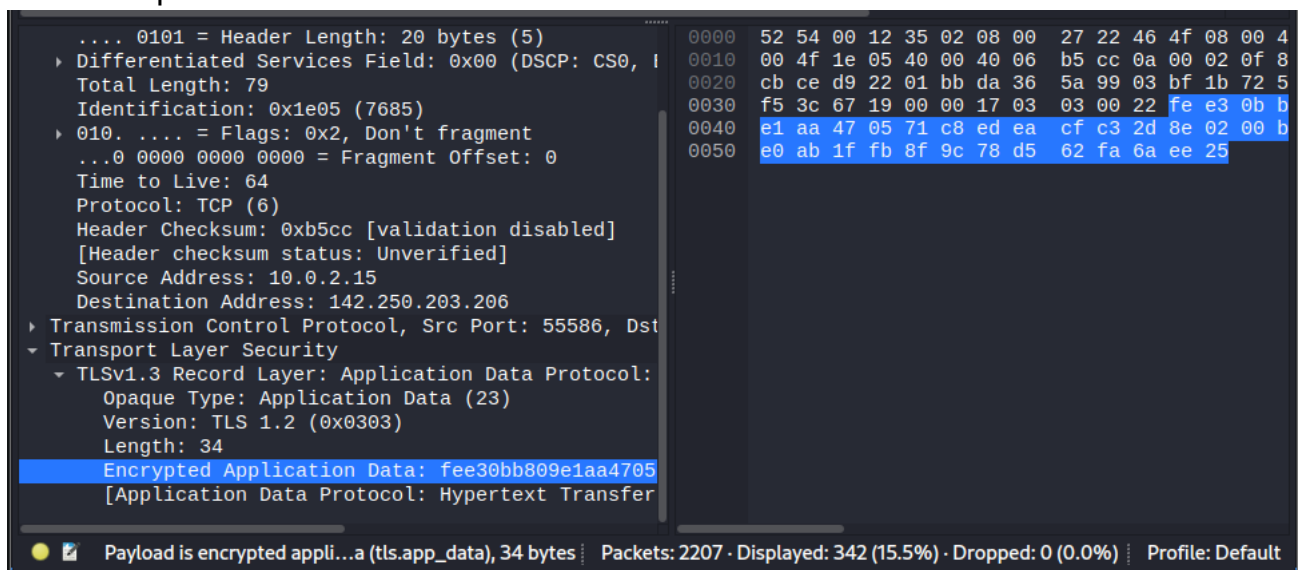 .... 0101 = Header Length: 20 bytes (5)
Differentiated Services Field: 0x00 (DSCP: CS0,
Total Length: 79
Identification: 0x1e05 (7685)
010. .... = Flags: 0x2, Don't fragment
...0 0000 0000 0000 = Fragment Offset: 0
Time to Live: 64
Protocol: TCP (6)
Header Checksum: 0xb5cc [validation disabled]
[Header checksum status: Unverified]
Source Address: 10.0.2.15
Destination Address: 142.250.203.206
Transmission Control Protocol, Src Port: 55586, Dst
Transport Layer Security
TLSv1.3 Record Layer: Application Data Protocol:
Opaque Type: Application Data (23)
Version: TLS 1.2 (0x0303)
Length: 34
Encrypted Application Data: fee30bb809e1aa4705
[Application Data Protocol: Hypertext Transfer
0000 52 54 00 12 35 02 08 00 27 22 46 4f 08 00 4
0010 00 4f 1e 05 40 00 40 06 b5 cc 0a 00 02 0f 8
0020 cb ce d9 22 01 bb da 36 5a 99 03 bf 1b 72 5
0030 f5 3c 67 19 00 00 17 03 03 00 22 fe e3 0b b
0040 e1 aa 47 05 71 c8 ed ea cf c3 2d 8e 02 00 b
0050 e0 ab 1f fb 8f 9c 78 d5 62 fa 6a ee 25
Payload is encrypted appli…a (tls.app_data), 34 bytes Packets: 2207 · Displayed: 342 (15.5%) · Dropped: 0 (0.0%) Profile: Default